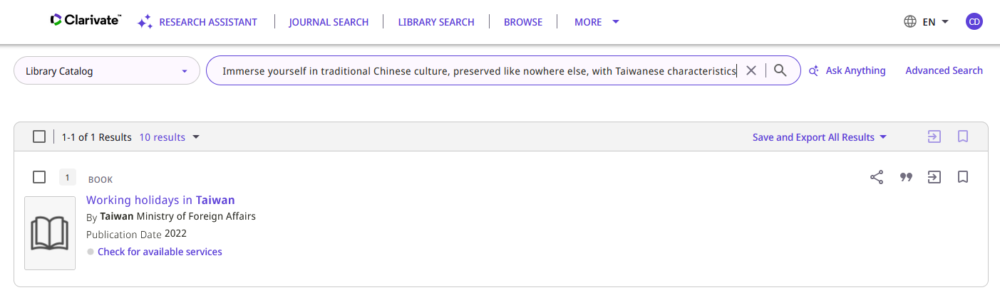 Clarivate™ RESEARCH ASSISTANT JOURNAL SEARCH LIBRARY SEARCH BROWSE MORE EN CD
Library Catalog Immerse yourself in traditional Chinese culture, preserved like nowhere else, with Taiwanese characteristics Ask Anything Advanced Search
1-1 of 1 Results 10 results Save and Export All Results
1 BOOK
Working holidays in Taiwan
By Taiwan Ministry of Foreign Affairs
Publication Date 2022
Check for available services